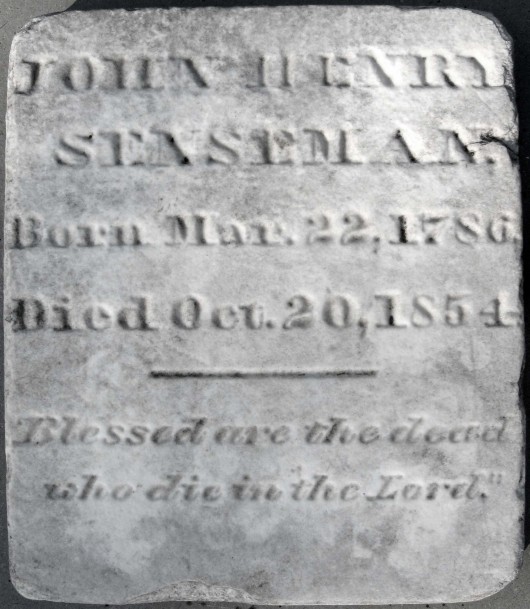 JOHN HENRY
SENSEMAN.
Born Mar. 22, 1786.
Died Oct. 20, 1854.
Blessed are the dead
who die in the Lord."